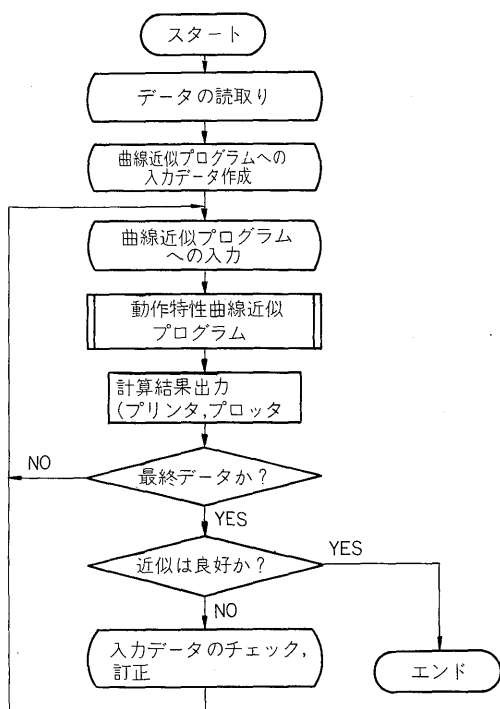 スタート
データの読取り
曲線近似プログラムへの
入力データ作成
曲線近似プログラム
への入力
動作特性曲線近似
プログラム
計算結果出力
(プリンタ,プロッタ
最終データか?
NO
YES
近似は良好か?
YES
NO
入力データのチェック,
訂正
エンド